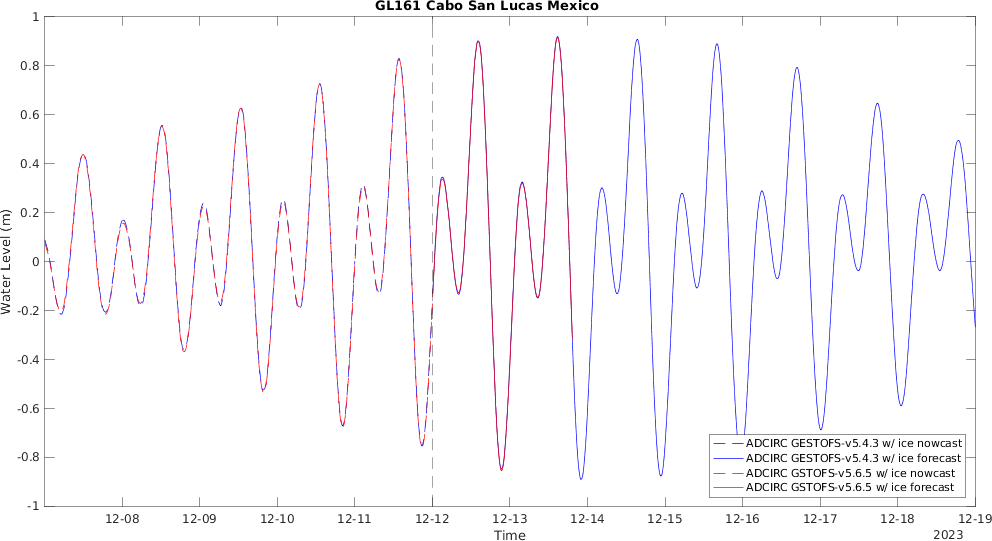 GL161 Cabo San Lucas Mexico
Water Level (m)
1
0.8
0.6
0.4
0.2
0
-0.2
-0.4
-0.6
-0.8
-1
ADCIRC GESTOFS-v5.4.3 w/ ice nowcast
ADCIRC GESTOFS-v5.4.3 w/ ice forecast
ADCIRC GSTOFS-v5.6.5 w/ ice nowcast
ADCIRC GSTOFS-v5.6.5 w/ ice forecast
12-08 12-09 12-10 12-11 12-12 12-13 12-14 12-15 12-16 12-17 12-18 12-19
Time
2023